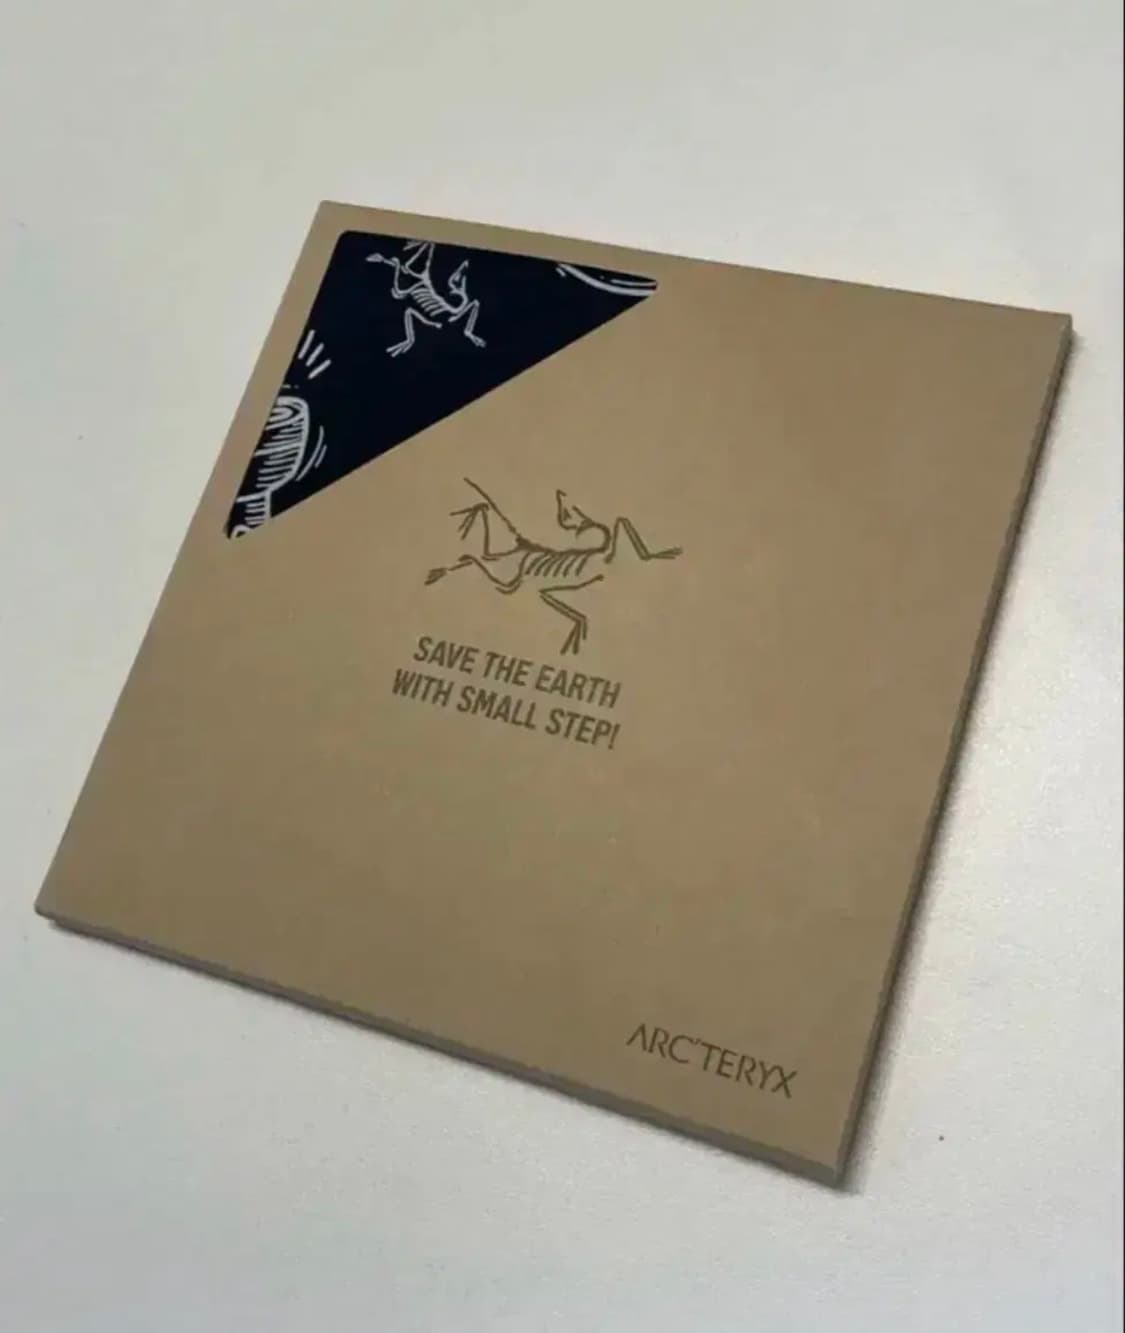 SAVE THE EARTH
WITH SMALL STEP!
ARC'TERYX